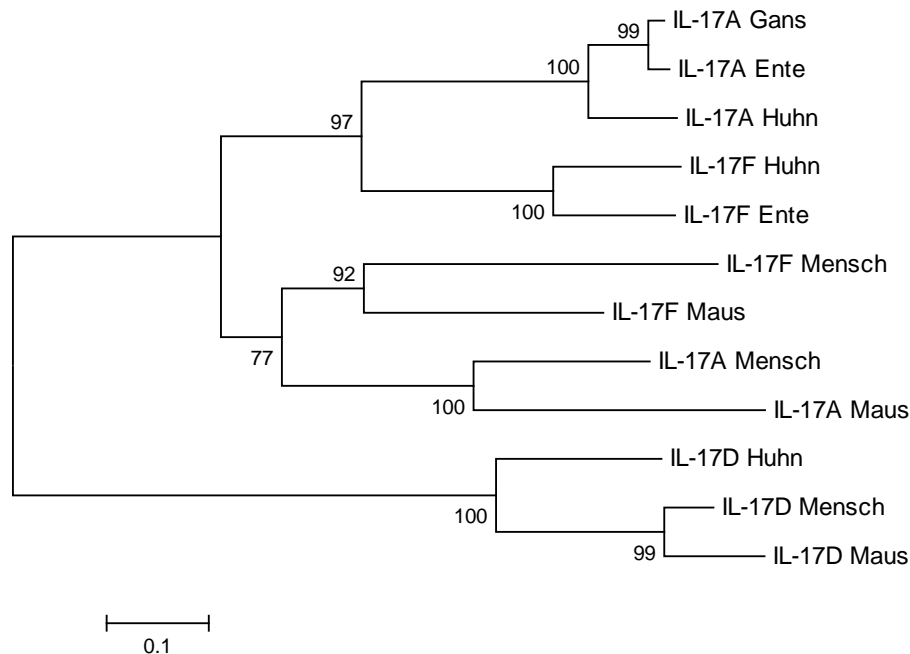 IL-17A Gans
99
IL-17A Ente
100
IL-17A Huhn
97
IL-17F Huhn
100
IL-17F Ente
IL-17F Mensch
92
IL-17F Maus
77
IL-17A Mensch
100
IL-17A Maus
IL-17D Huhn
100
IL-17D Mensch
99
IL-17D Maus
0.1